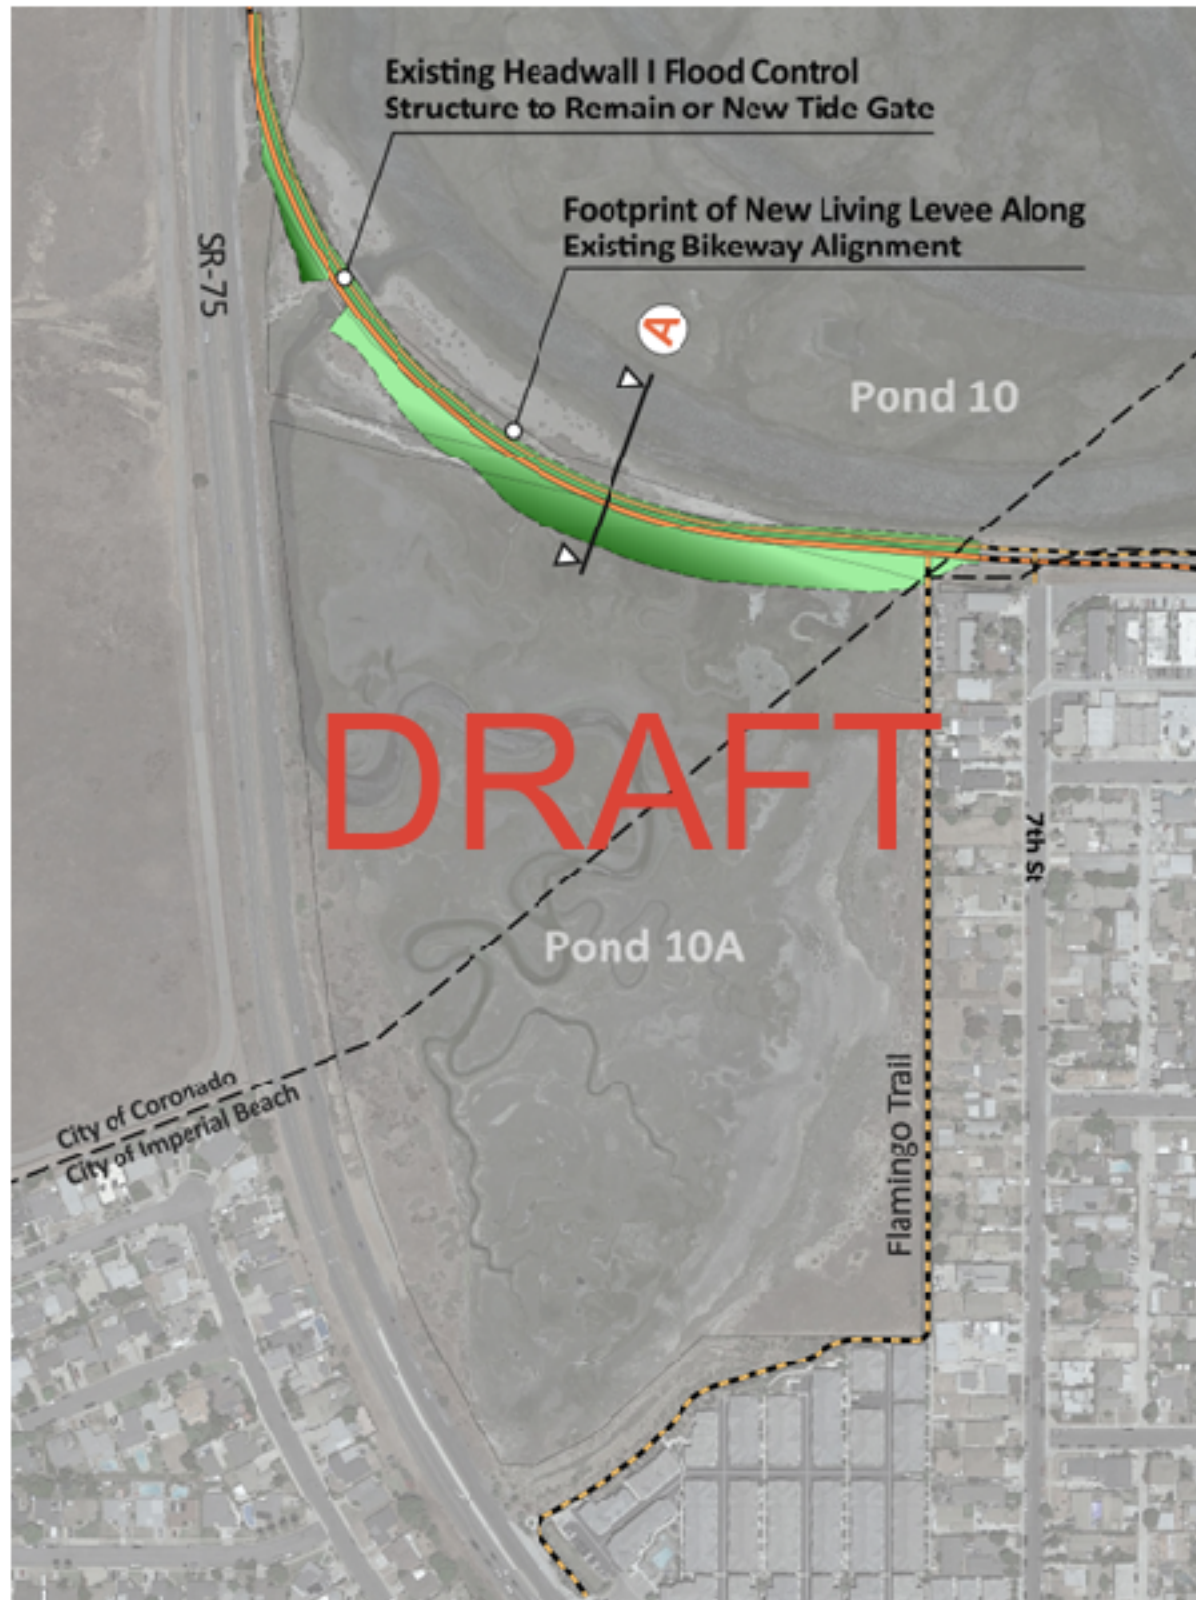 Existing Headwall I Flood Control
Structure to Remain or New Tide Gate
Footprint of New Living Levee Along
Existing Bikeway Alignment
SR-75
A
Pond 10
DRAFT
7th St
Pond 10A
Flamingo Trail
City of Coronado
City of Imperial Beach